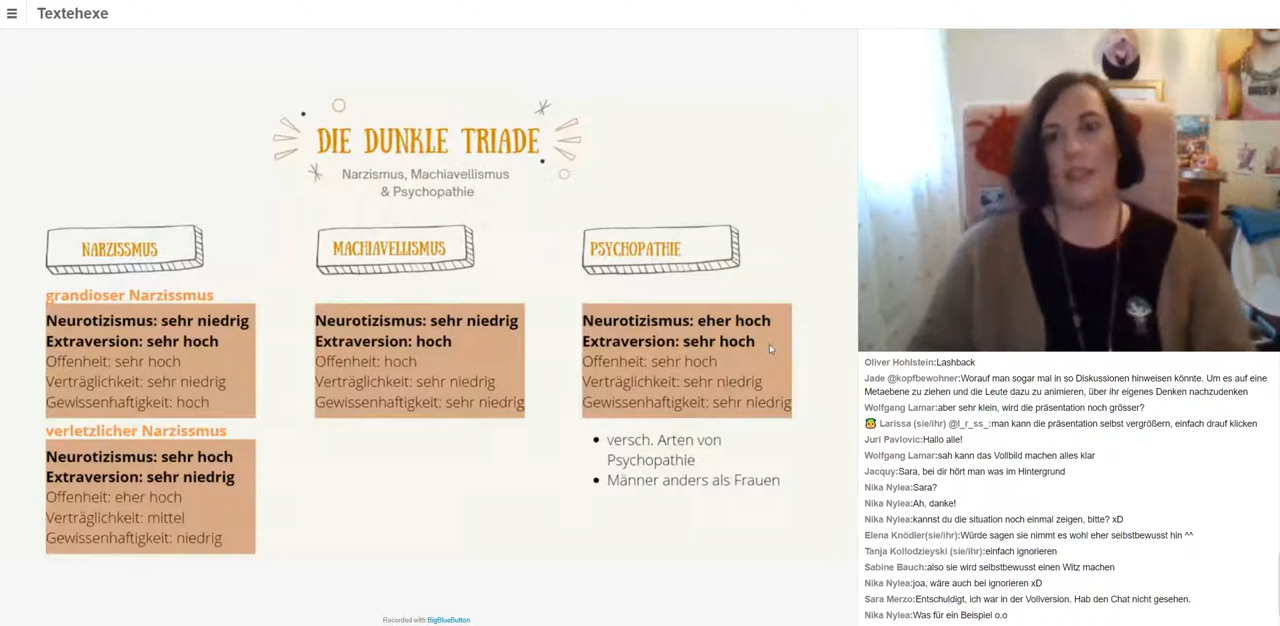 Textehexe
DIE DUNKLE TRIADE
Narzismus, Machiavellismus
& Psychopathie
NARZISSMUS
grandioser Narzissmus
Neurotizismus: sehr niedrig
Extraversion: sehr hoch
Offenheit: sehr hoch
Verträglichkeit: sehr niedrig
Gewissenhaftigkeit: hoch
verletzlicher Narzissmus
Neurotizismus: sehr hoch
Extraversion: sehr niedrig
Offenheit: eher hoch
Verträglichkeit: mittel
Gewissenhaftigkeit: niedrig
MACHIAVELLISMUS
Neurotizismus: sehr niedrig
Extraversion: hoch
Offenheit: hoch
Verträglichkeit: sehr niedrig
Gewissenhaftigkeit: sehr niedrig
PSYCHOPATHIE
Neurotizismus: eher hoch
Extraversion: sehr hoch
Offenheit: sehr hoch
Verträglichkeit: sehr niedrig
Gewissenhaftigkeit: sehr niedrig
• versch. Arten von
Psychopathie
• Männer anders als Frauen
Recorded with BigBlueButton.
Oliver Hohlstein:Lashback
Jade @kopfbewohner:Worauf man sogar mal in so Diskussionen hinweisen könnte. Um es auf eine
Metaebene zu ziehen und die Leute dazu zu animieren, über ihr eigenes Denken nachzudenken
Wolfgang Lamar:aber sehr klein, wird die präsentation noch grösser?
Larissa (sie/ihr) @l_r_ss_:man kann die präsentation selbst vergrößern, einfach drauf klicken
Juri Pavlovic:Hallo alle!
Wolfgang Lamar:sah kann das Vollbild machen alles klar
Jacquy:Sara, bei dir hört man was im Hintergrund
Nika Nylea:Sara?
Nika Nylea:Ah, danke!
Nika Nylea:kannst du die situation noch einmal zeigen, bitte? xD
Elena Knödler(sie/ihr):Würde sagen sie nimmt es wohl eher selbstbewusst hin ^^
Tanja Kollodzieyski (sie/ihr):einfach ignorieren
Sabine Bauch:also sie wird selbstbewusst einen Witz machen
Nika Nylea:joa, wäre auch bei ignorieren xD
Sara Merzo:Entschuldigt, ich war in der Vollversion. Hab den Chat nicht gesehen.
Nika Nylea:Was für ein Beispiel o.o